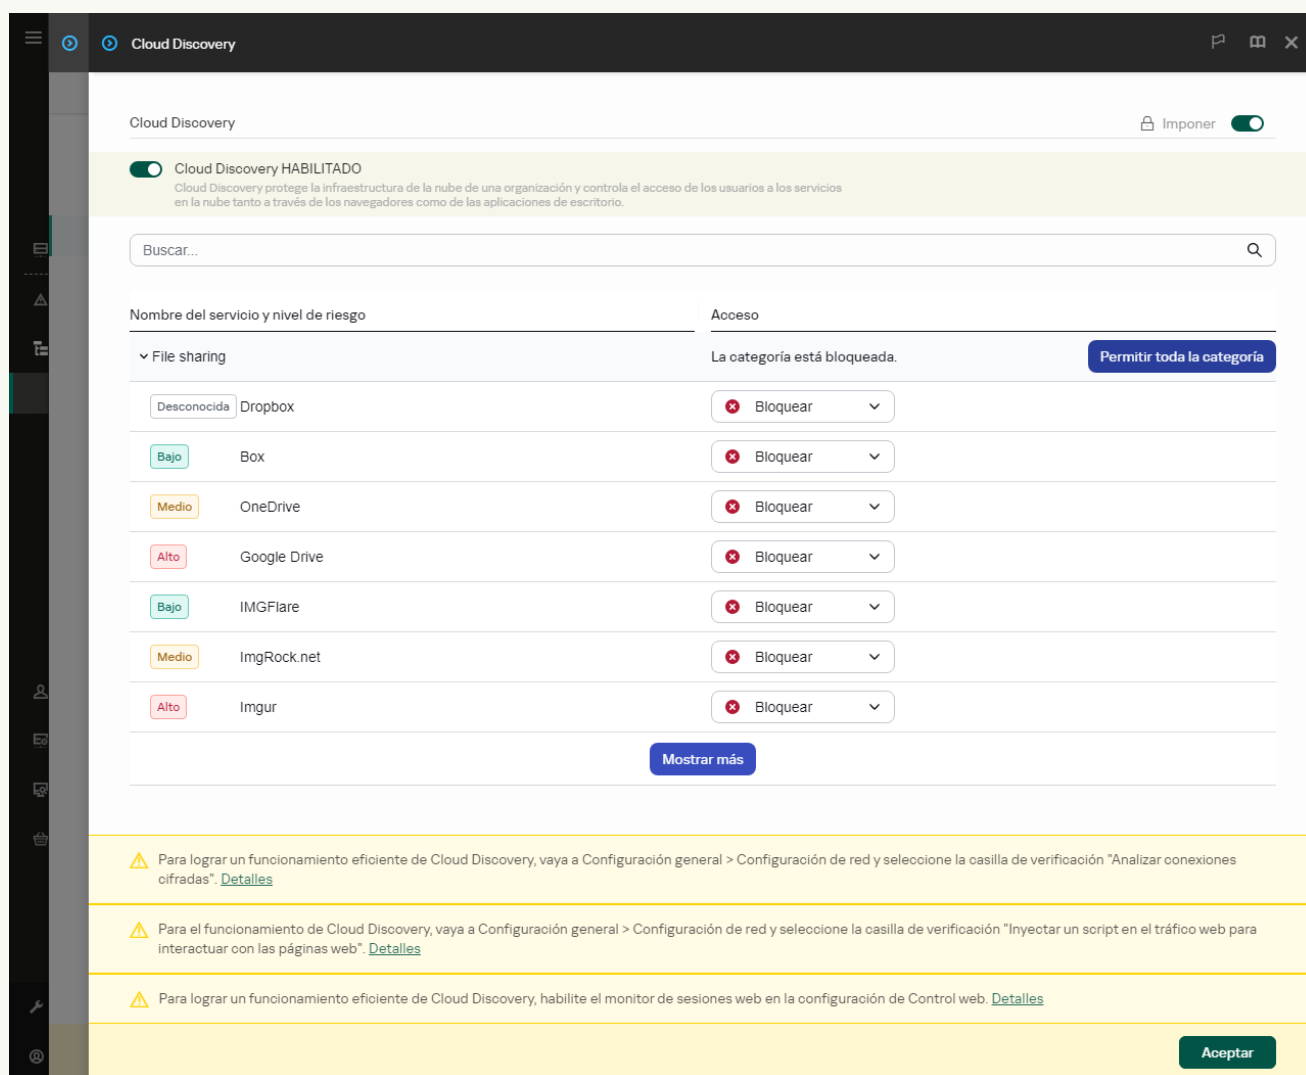 Cloud Discovery
Cloud Discovery
Imponer
Cloud Discovery HABILITADO
Cloud Discovery protege la infraestructura de la nube de una organización y controla el acceso de los usuarios a los servicios
en la nube tanto a través de los navegadores como de las aplicaciones de escritorio.
Buscar...
Nombre del servicio y nivel de riesgo
Acceso
File sharing
La categoría está bloqueada.
Permitir toda la categoría
Desconocida Dropbox
Bloquear
Bajo Box
Bloquear
Medio OneDrive
Bloquear
Alto Google Drive
Bloquear
Bajo IMGFlare
Bloquear
Medio ImgRock.net
Bloquear
Alto Imgur
Bloquear
Mostrar más
Para lograr un funcionamiento eficiente de Cloud Discovery, vaya a Configuración general > Configuración de red y seleccione la casilla de verificación "Analizar conexiones
cifradas". Detalles
Para el funcionamiento de Cloud Discovery, vaya a Configuración general > Configuración de red y seleccione la casilla de verificación "Inyectar un script en el tráfico web para
interactuar con las páginas web". Detalles
Para lograr un funcionamiento eficiente de Cloud Discovery, habilite el monitor de sesiones web en la configuración de Control web. Detalles
Aceptar